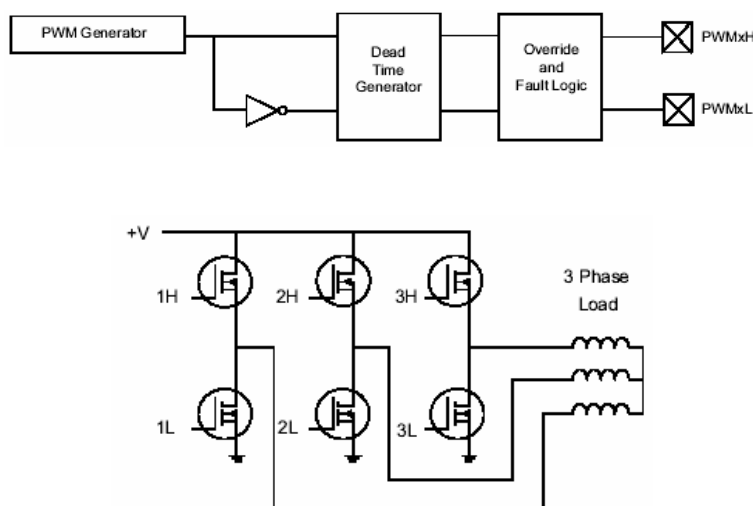 PWM Generator
Dead
Time
Generator
Override
and
Fault Logic
PWMxH
PWMxL
+V
1H
2H
3H
3 Phase
Load
1L
2L
3L